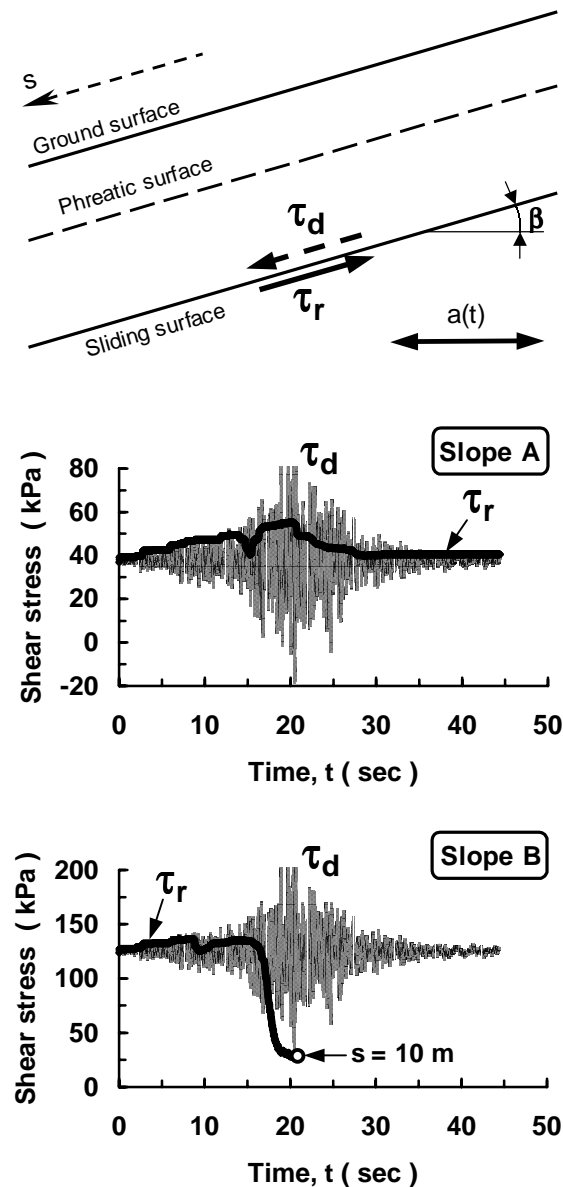 s
Ground surface
Phreatic surface
τd
β
τr
Sliding surface
a(t)
Slope A
τd
τr
Shear stress ( kPa )
80
60
40
20
0
-20
0 10 20 30 40 50
Time, t ( sec )
Slope B
τd
τr
Shear stress ( kPa )
200
150
100
50
0
s = 10 m
0 10 20 30 40 50
Time, t ( sec )